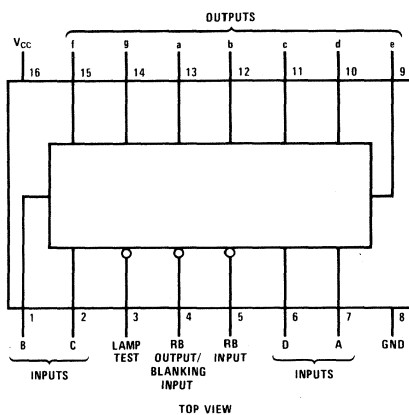 OUTPUTS
VCC f g a b c d e
16 15 14 13 12 11 10 9
1 2 3 4 5 6 7 8
B C LAMP TEST RB OUTPUT/ BLANKING INPUT RB INPUT D A GND
INPUTS INPUTS
TOP VIEW